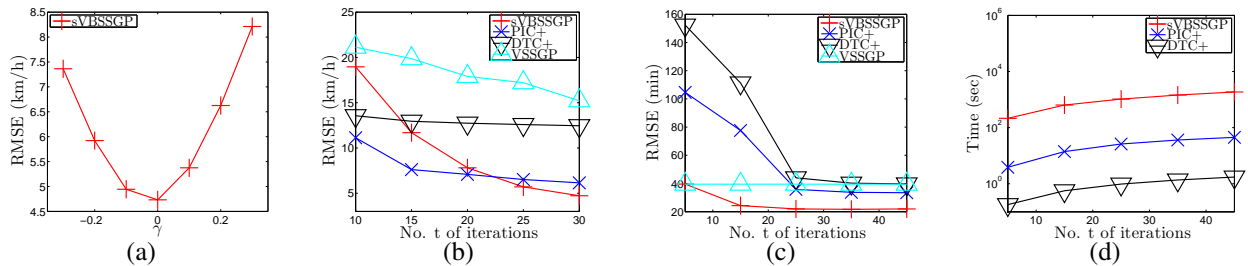 sVBSSGP
RMSE (km/h)
8.5
8
7.5
7
6.5
6
5.5
5
4.5
−0.2
0
0.2
γ̃
(a)
sVBSSGP
PIC+
DTC+
VSSGP
RMSE (km/h)
25
20
15
10
5
10
15
20
25
30
No. t of iterations
(b)
sVBSSGP
PIC+
DTC+
VSSGP
RMSE (min)
160
140
120
100
80
60
40
20
10
20
30
40
No. t of iterations
(c)
sVBSSGP
PIC+
DTC+
Time (sec)
10^6
10^4
10^2
10^0
10
20
30
40
No. t of iterations
(d)